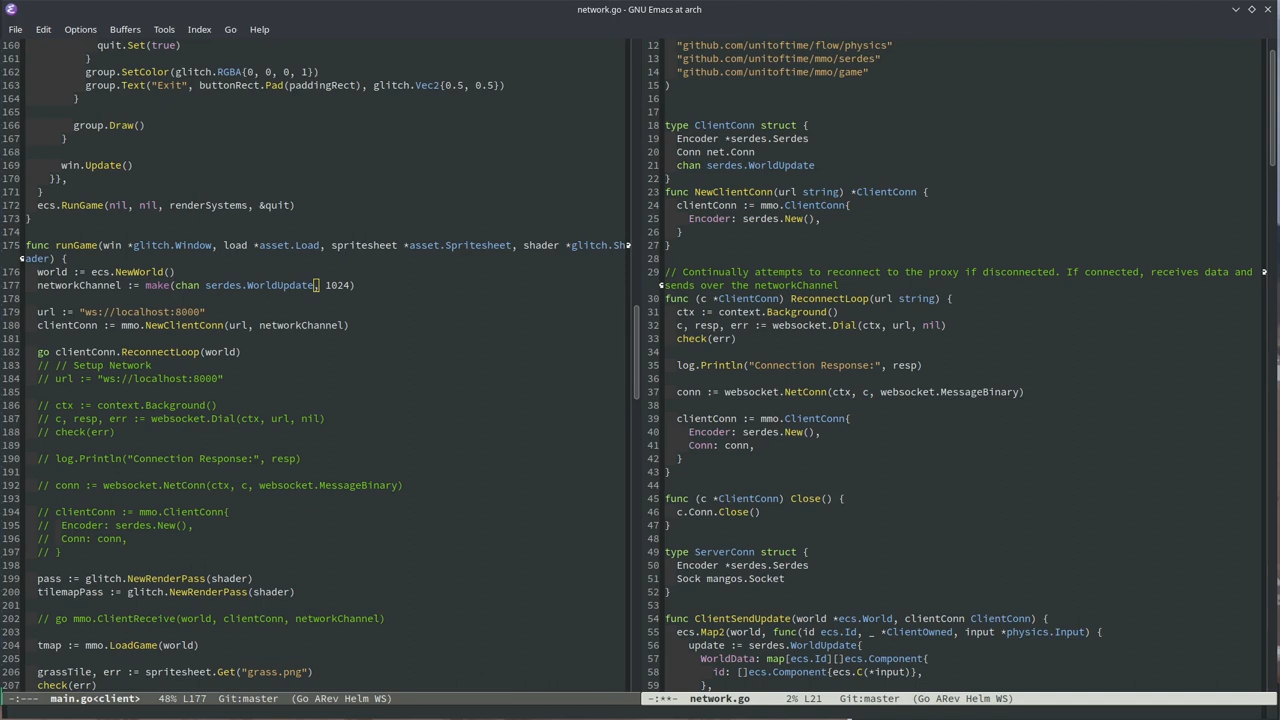 network.go - GNU Emacs at arch
File Edit Options Buffers Tools Index Go Help
160 quit.Set(true)
161 }
162 group.SetColor(glitch.RGBA{0, 0, 0, 1})
163 group.Text("Exit", buttonRect.Pad(paddingRect), glitch.Vec2{0.5, 0.5})
164 }
165
166 group.Draw()
167 }
168
169 win.Update()
170 }},
171 }
172 ecs.RunGame(nil, nil, renderSystems, &quit)
173 }
174
175 func runGame(win *glitch.Window, load *asset.Load, spritesheet *asset.Spritesheet, shader *glitch.Sh
ader) {
176 world := ecs.NewWorld()
177 networkChannel := make(chan serdes.WorldUpdate, 1024)
178
179 url := "ws://localhost:8000"
180 clientConn := mmo.NewClientConn(url, networkChannel)
181
182 go clientConn.ReconnectLoop(world)
183 // // Setup Network
184 // url := "ws://localhost:8000"
185
186 // ctx := context.Background()
187 // c, resp, err := websocket.Dial(ctx, url, nil)
188 // check(err)
189
190 // log.Println("Connection Response:", resp)
191
192 // conn := websocket.NetConn(ctx, c, websocket.MessageBinary)
193
194 // clientConn := mmo.ClientConn{
195 // Encoder: serdes.New(),
196 // Conn: conn,
197 // }
198
199 pass := glitch.NewRenderPass(shader)
200 tilemapPass := glitch.NewRenderPass(shader)
201
202 // go mmo.ClientReceive(world, clientConn, networkChannel)
203
204 tmap := mmo.LoadGame(world)
205
206 grassTile, err := spritesheet.Get("grass.png")
207 check(err)
-:--- main.go<client> 48% L177 Git:master (Go ARev Helm WS)
12 "github.com/unitoftime/flow/physics"
13 "github.com/unitoftime/mmo/serdes"
14 "github.com/unitoftime/mmo/game"
15 )
16
17
18 type ClientConn struct {
19 Encoder *serdes.Serdes
20 Conn net.Conn
21 chan serdes.WorldUpdate
22 }
23 func NewClientConn(url string) *ClientConn {
24 clientConn := mmo.ClientConn{
25 Encoder: serdes.New(),
26 }
27 }
28
29 // Continually attempts to reconnect to the proxy if disconnected. If connected, receives data and
sends over the networkChannel
30 func (c *ClientConn) ReconnectLoop(url string) {
31 ctx := context.Background()
32 c, resp, err := websocket.Dial(ctx, url, nil)
33 check(err)
34
35 log.Println("Connection Response:", resp)
36
37 conn := websocket.NetConn(ctx, c, websocket.MessageBinary)
38
39 clientConn := mmo.ClientConn{
40 Encoder: serdes.New(),
41 Conn: conn,
42 }
43 }
44
45 func (c *ClientConn) Close() {
46 c.Conn.Close()
47 }
48
49 type ServerConn struct {
50 Encoder *serdes.Serdes
51 Sock mangos.Socket
52 }
53
54 func ClientSendUpdate(world *ecs.World, clientConn ClientConn) {
55 ecs.Map2(world, func(id ecs.Id, _ *ClientOwned, input *physics.Input) {
56 update := serdes.WorldUpdate{
57 WorldData: map[ecs.Id][]ecs.Component{
58 id: []ecs.Component{ecs.C(*input)},
59 },
-:**- network.go 2% L21 Git:master (Go ARev Helm WS)